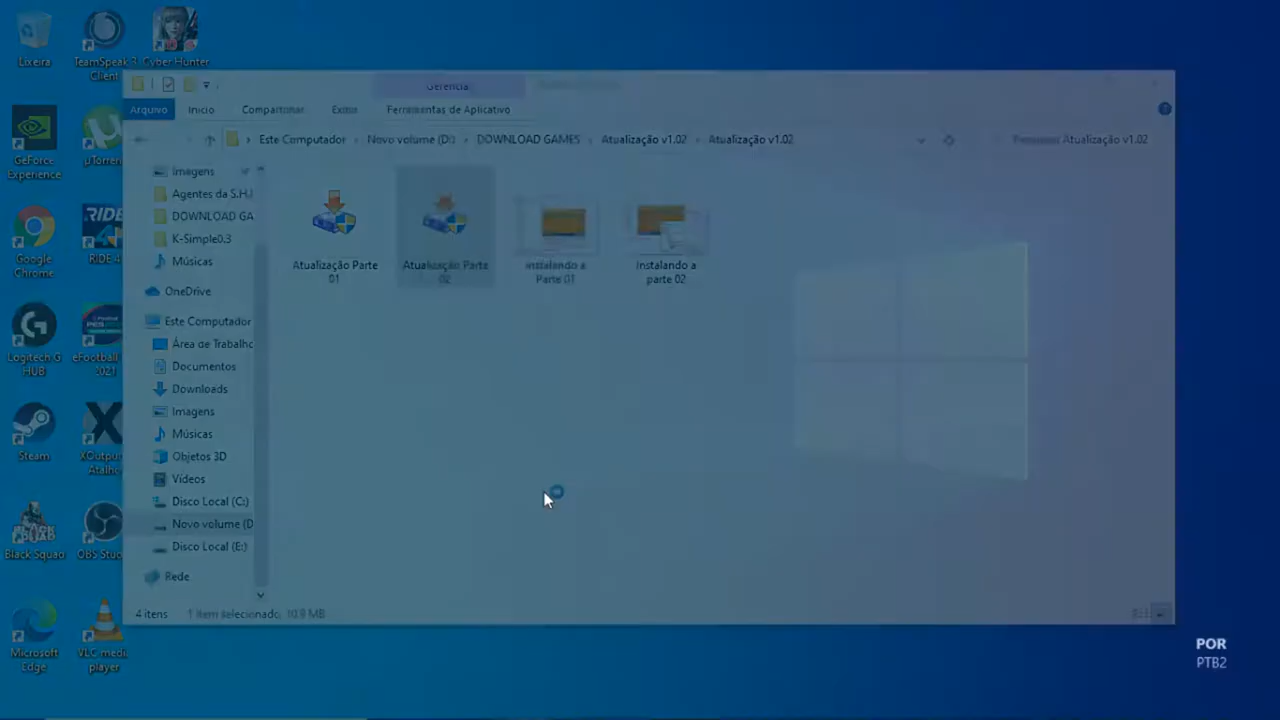 Lixeira
TeamSpeak 3
Client
Cyber Hunter
GeForce
Experience
µTorren
Google
Chrome
RIDE 4
Logitech G
HUB
eFootball
2021
Steam
XOutput
Atalho
Black Squad
OBS Stu
Microsoft
Edge
VLC media
player
Gerenciar
Arquivo
Início
Compartilhar
Exibir
Ferramentas de Aplicativo
Este Computador › Novo volume (D:) › DOWNLOAD GAMES › Atualização v1.02 › Atualização v1.02
Pesquisar Atualização v1.02
Imagens
Agentes da S.H.I
DOWNLOAD GA
K-Simple0.3
Músicas
OneDrive
Este Computador
Área de Trabalho
Documentos
Downloads
Imagens
Músicas
Objetos 3D
Vídeos
Disco Local (C:)
Novo volume (D
Disco Local (E:)
Rede
Atualização Parte
01
Atualização Parte
02
Instalando a
Parte 01
Instalando a
parte 02
4 itens
1 item selecionado 10,9 MB
POR
PTB2